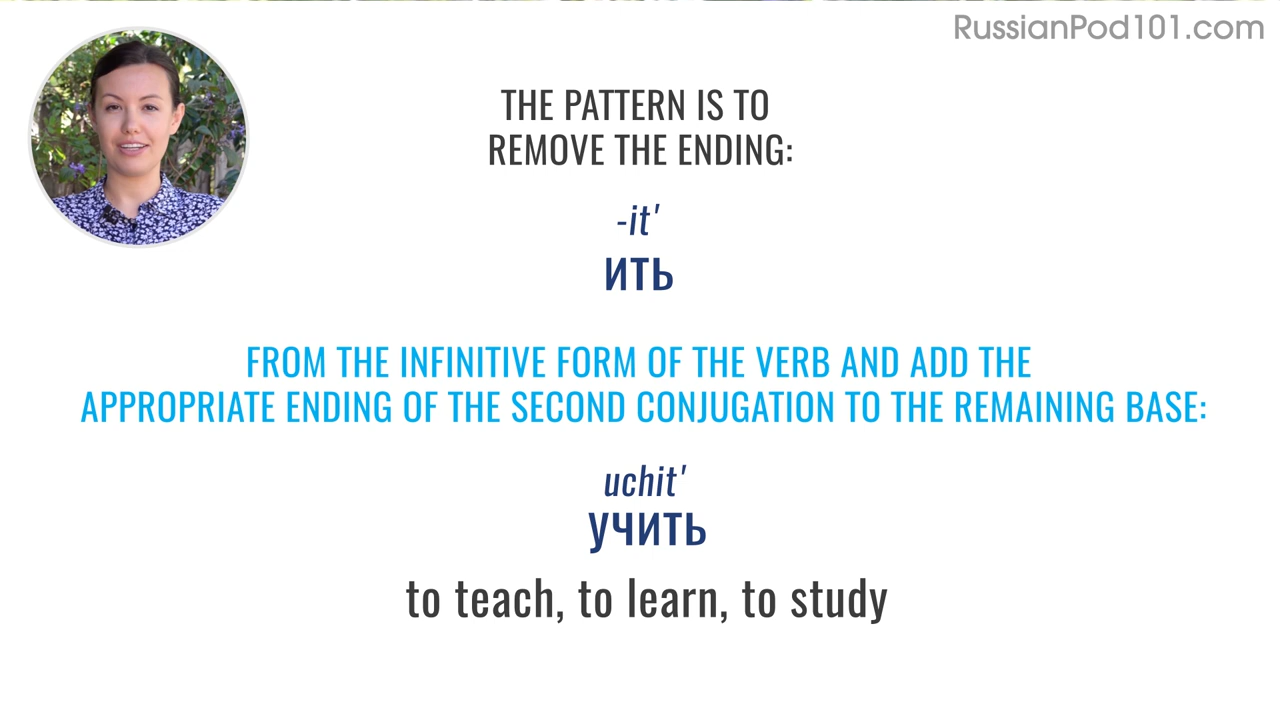 RussianPod101.com
THE PATTERN IS TO
REMOVE THE ENDING:
-it'
ИТЬ
FROM THE INFINITIVE FORM OF THE VERB AND ADD THE
APPROPRIATE ENDING OF THE SECOND CONJUGATION TO THE REMAINING BASE:
uchit'
УЧИТЬ
to teach, to learn, to study